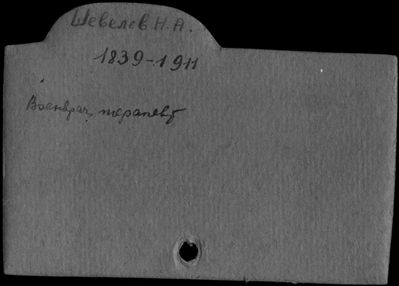 Шевелев Н.А.
1839-1911
Военврач, терапевт